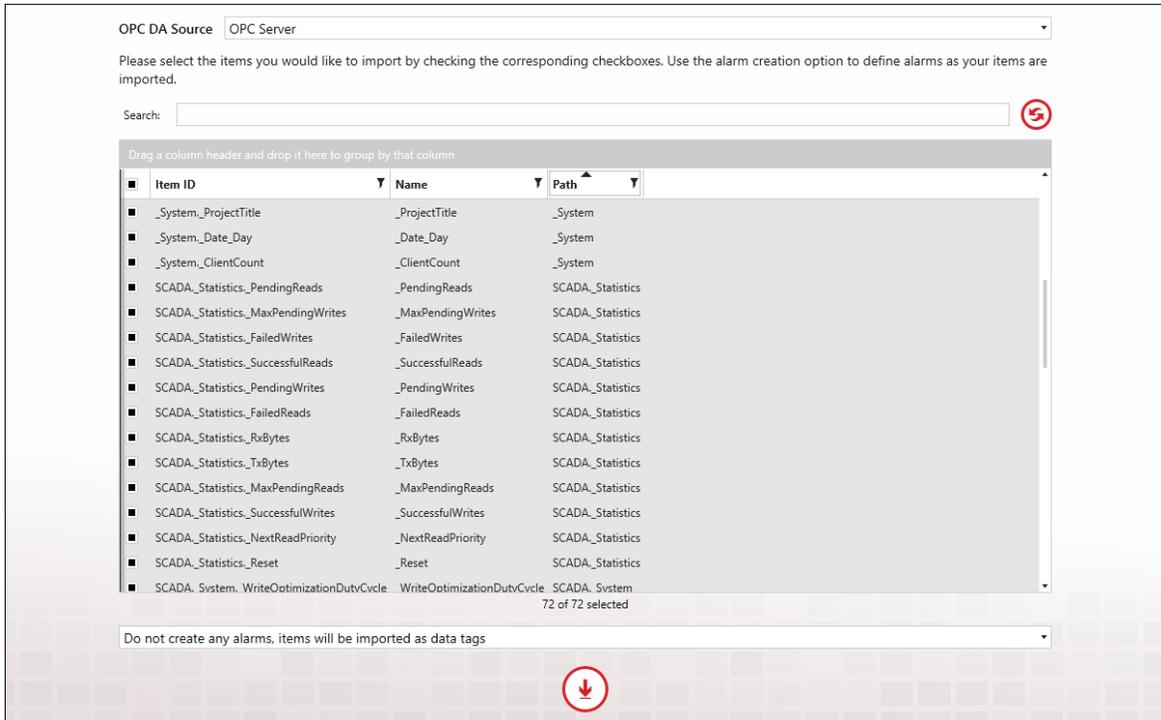 OPC DA Source OPC Server
Please select the items you would like to import by checking the corresponding checkboxes. Use the alarm creation option to define alarms as your items are
imported.
Search:
Drag a column header and drop it here to group by that column
Item ID Name Path
_System._ProjectTitle _ProjectTitle _System
_System._Date_Day _Date_Day _System
_System._ClientCount _ClientCount _System
SCADA._Statistics._PendingReads _PendingReads SCADA._Statistics
SCADA._Statistics._MaxPendingWrites _MaxPendingWrites SCADA._Statistics
SCADA._Statistics._FailedWrites _FailedWrites SCADA._Statistics
SCADA._Statistics._SuccessfulReads _SuccessfulReads SCADA._Statistics
SCADA._Statistics._PendingWrites _PendingWrites SCADA._Statistics
SCADA._Statistics._FailedReads _FailedReads SCADA._Statistics
SCADA._Statistics._RxBytes _RxBytes SCADA._Statistics
SCADA._Statistics._TxBytes _TxBytes SCADA._Statistics
SCADA._Statistics._MaxPendingReads _MaxPendingReads SCADA._Statistics
SCADA._Statistics._SuccessfulWrites _SuccessfulWrites SCADA._Statistics
SCADA._Statistics._NextReadPriority _NextReadPriority SCADA._Statistics
SCADA._Statistics._Reset _Reset SCADA._Statistics
SCADA._System._WriteOptimizationDutyCycle _WriteOptimizationDutyCycle SCADA._System
72 of 72 selected
Do not create any alarms, items will be imported as data tags